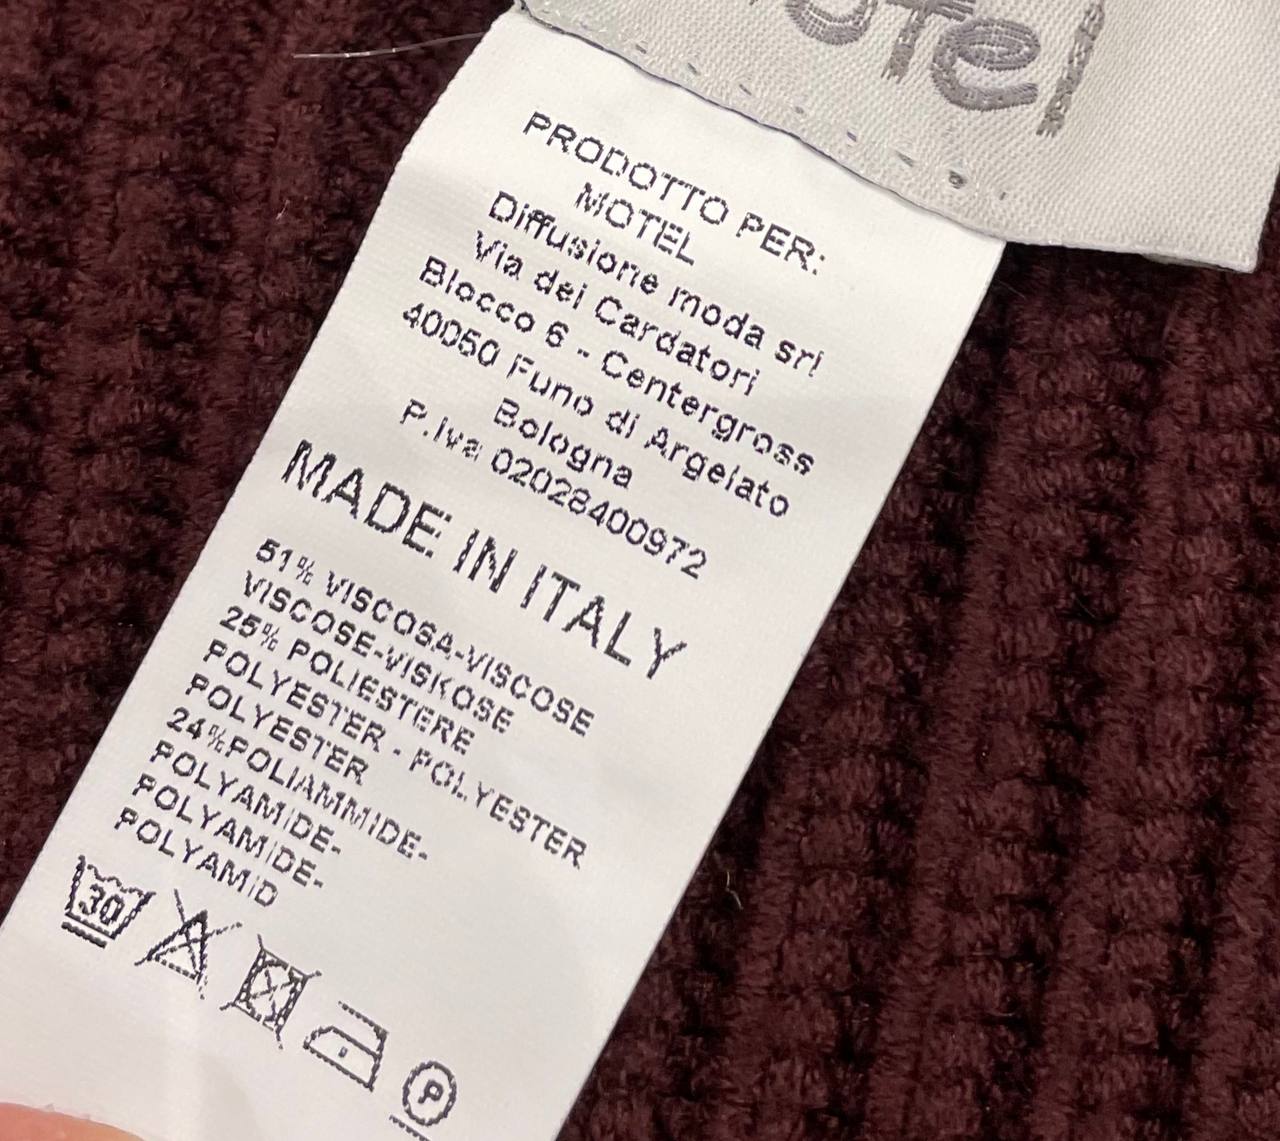 PRODOTTO PER:
MOTEL
Diffusione moda srl
Via dei Cardatori
Blocco 6 - Centergross
40050 Funo di Argelato
Bologna
P.Iva 02028400972
MADE IN ITALY
51% VISCOSA-VISCOSE
VISCOSE-VISKOSE
25% POLIESTERE
POLYESTER - POLYESTER
POLYESTER
24%POLIAMMIDE-
POLYAMIDE-
POLYAMIDE-
POLYAMID
30
P